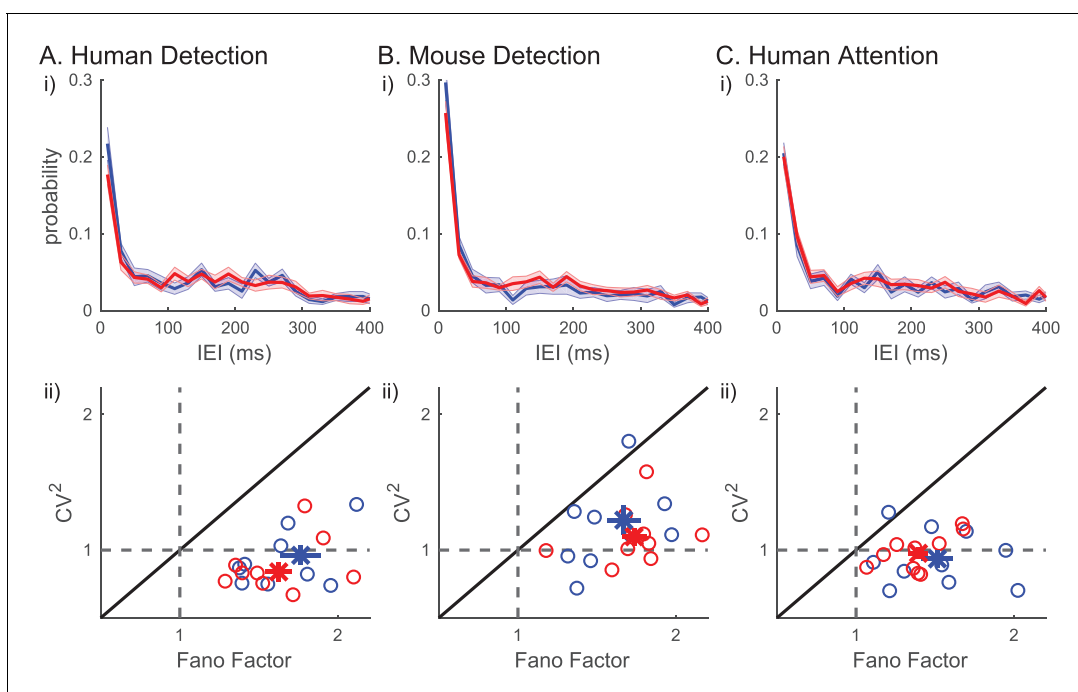 A. Human Detection
B. Mouse Detection
C. Human Attention
i)
i)
i)
0.3
0.2
0.1
0
probability
0 100 200 300 400
IEI (ms)
0.3
0.2
0.1
0
0 100 200 300 400
IEI (ms)
0.3
0.2
0.1
0
0 100 200 300 400
IEI (ms)
ii)
ii)
ii)
2
1
CV²
1 2
Fano Factor
2
1
CV²
1 2
Fano Factor
2
1
CV²
1 2
Fano Factor